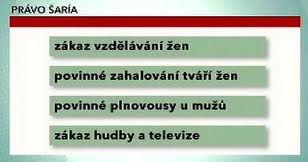 PRÁVO ŠARÍA
zákaz vzdělávání žen
povinné zahalování tváří žen
povinné plnovousy u mužů
zákaz hudby a televize